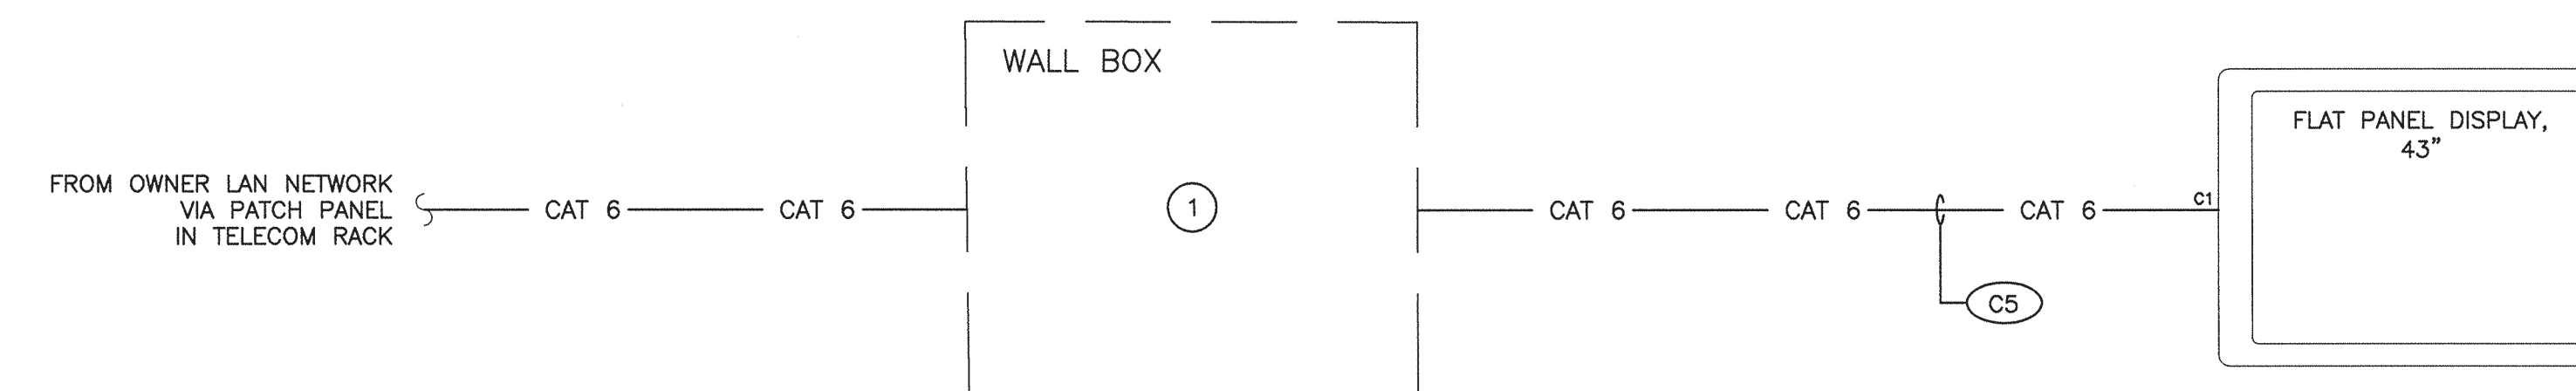 WALL BOX
FLAT PANEL DISPLAY,
43"
FROM OWNER LAN NETWORK
VIA PATCH PANEL
IN TELECOM RACK
CAT 6
CAT 6
1
CAT 6
CAT 6
CAT 6
C1
C5